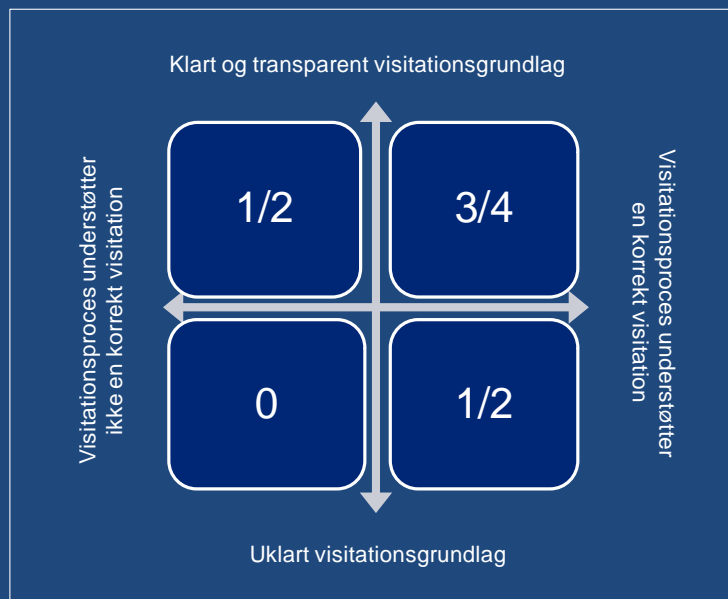 Klart og transparent visitationsgrundlag
Visitationsproces understøtter
ikke en korrekt visitation
1/2
3/4
Visitationsproces understøtter
en korrekt visitation
0
1/2
Uklart visitationsgrundlag